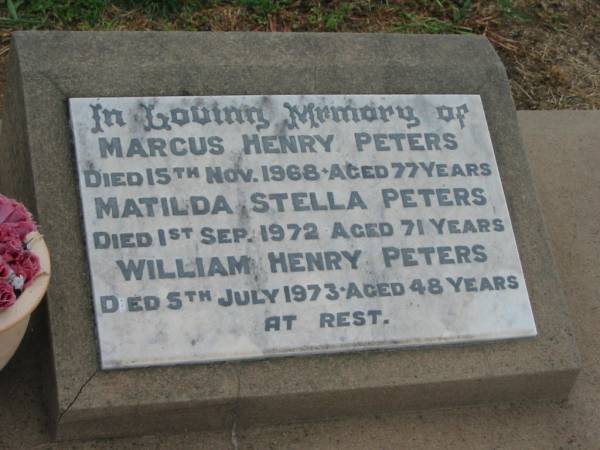 In Loving Memory of
MARCUS HENRY PETERS
DIED 15TH NOV. 1968·AGED 77 YEARS
MATILDA STELLA PETERS
DIED 1ST SEP. 1972 AGED 71 YEARS
WILLIAM HENRY PETERS
DIED 5TH JULY 1973·AGED 48 YEARS
AT REST.